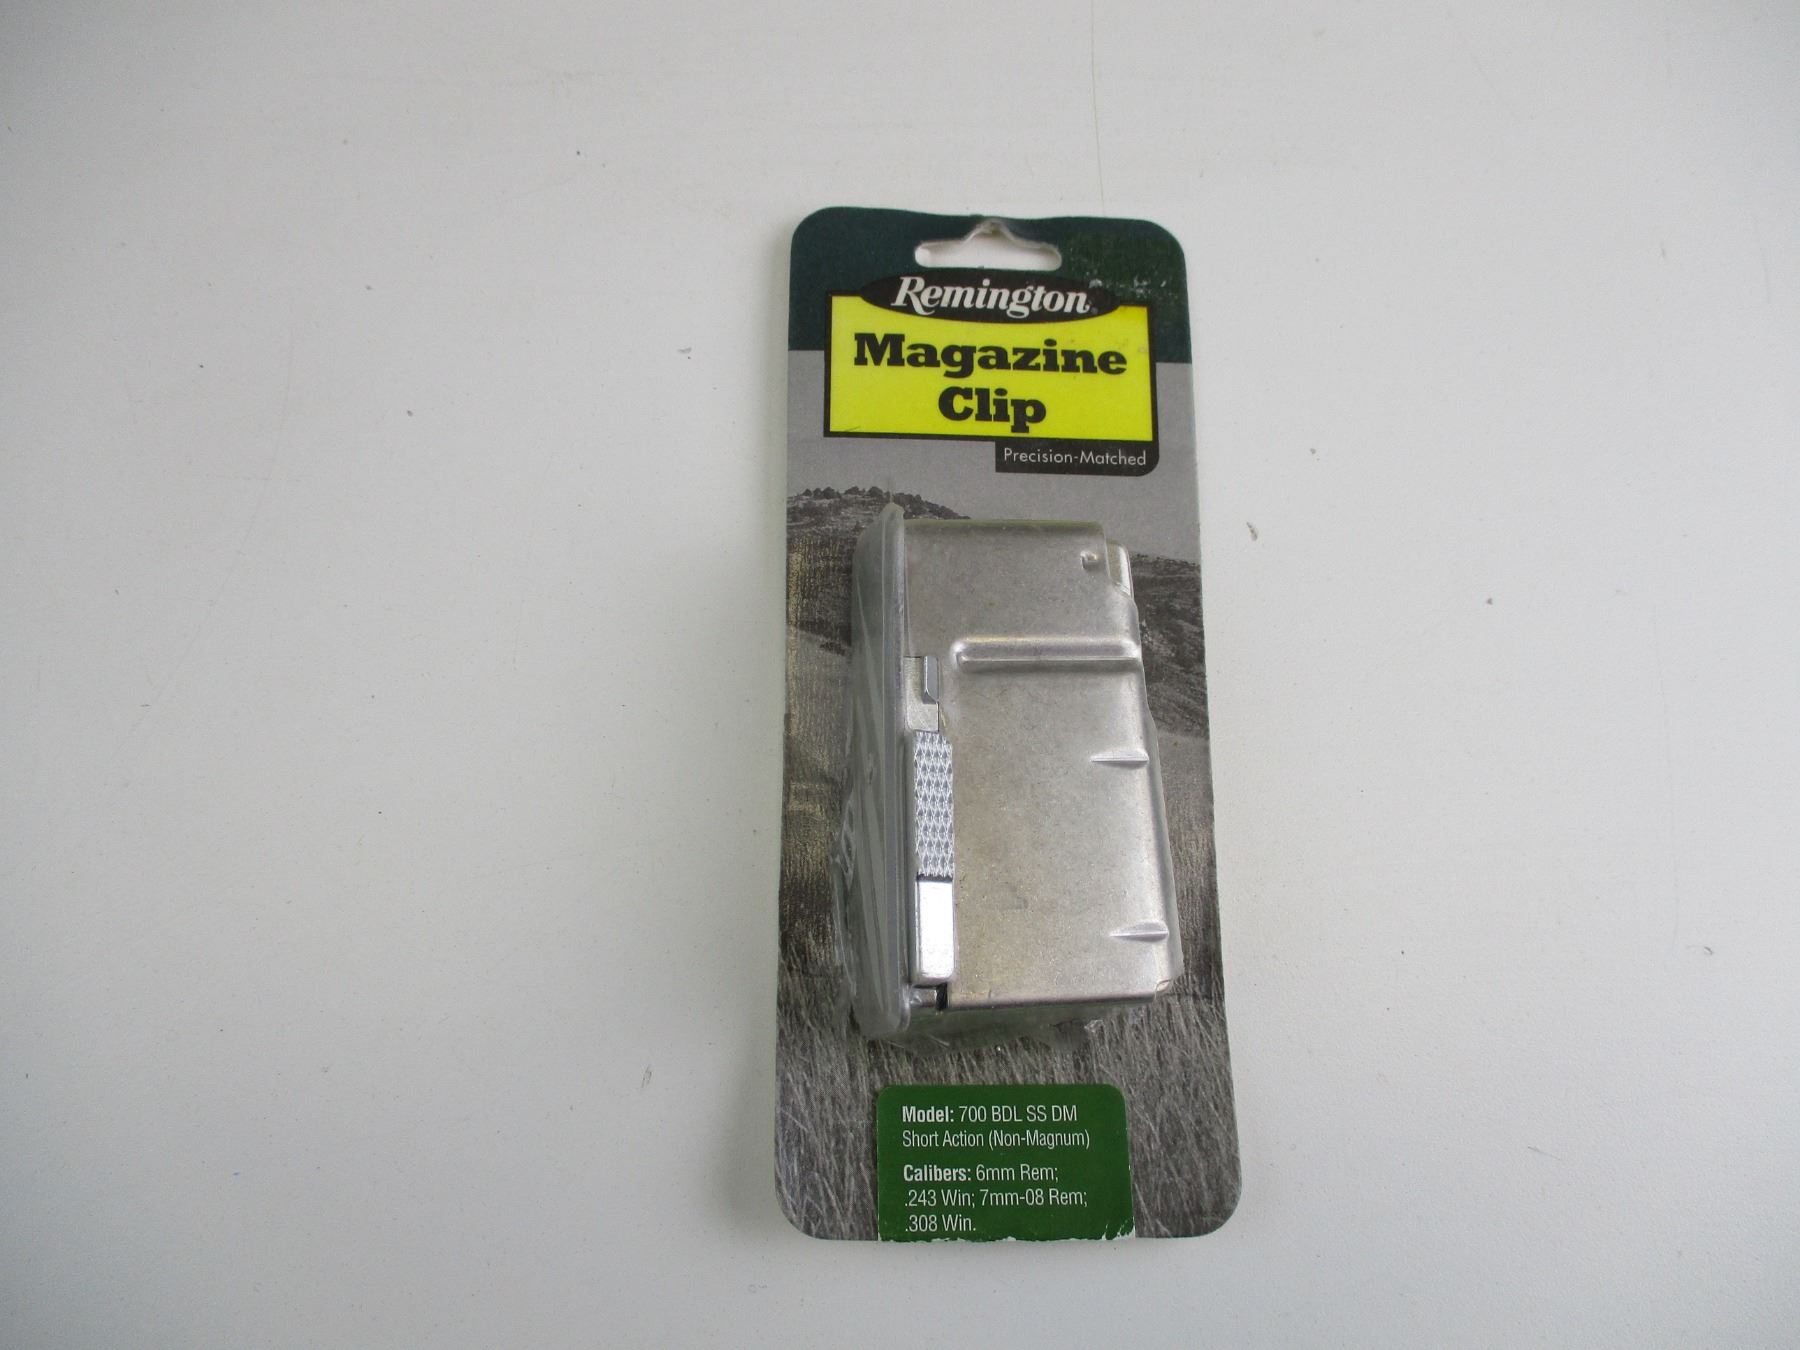 Remington®
Magazine
Clip
Precision-Matched
Model: 700 BDL SS DM
Short Action (Non-Magnum)
Calibers: 6mm Rem;
.243 Win; 7mm-08 Rem;
.308 Win.